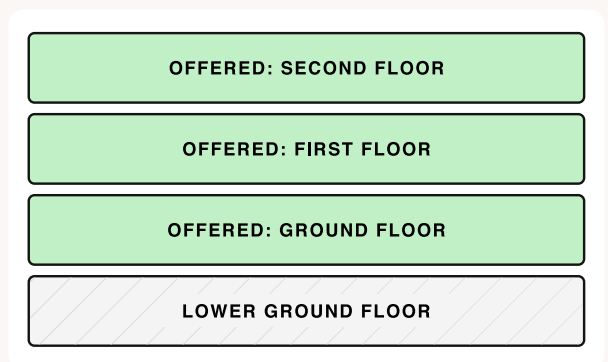 OFFERED: SECOND FLOOR
OFFERED: FIRST FLOOR
OFFERED: GROUND FLOOR
LOWER GROUND FLOOR